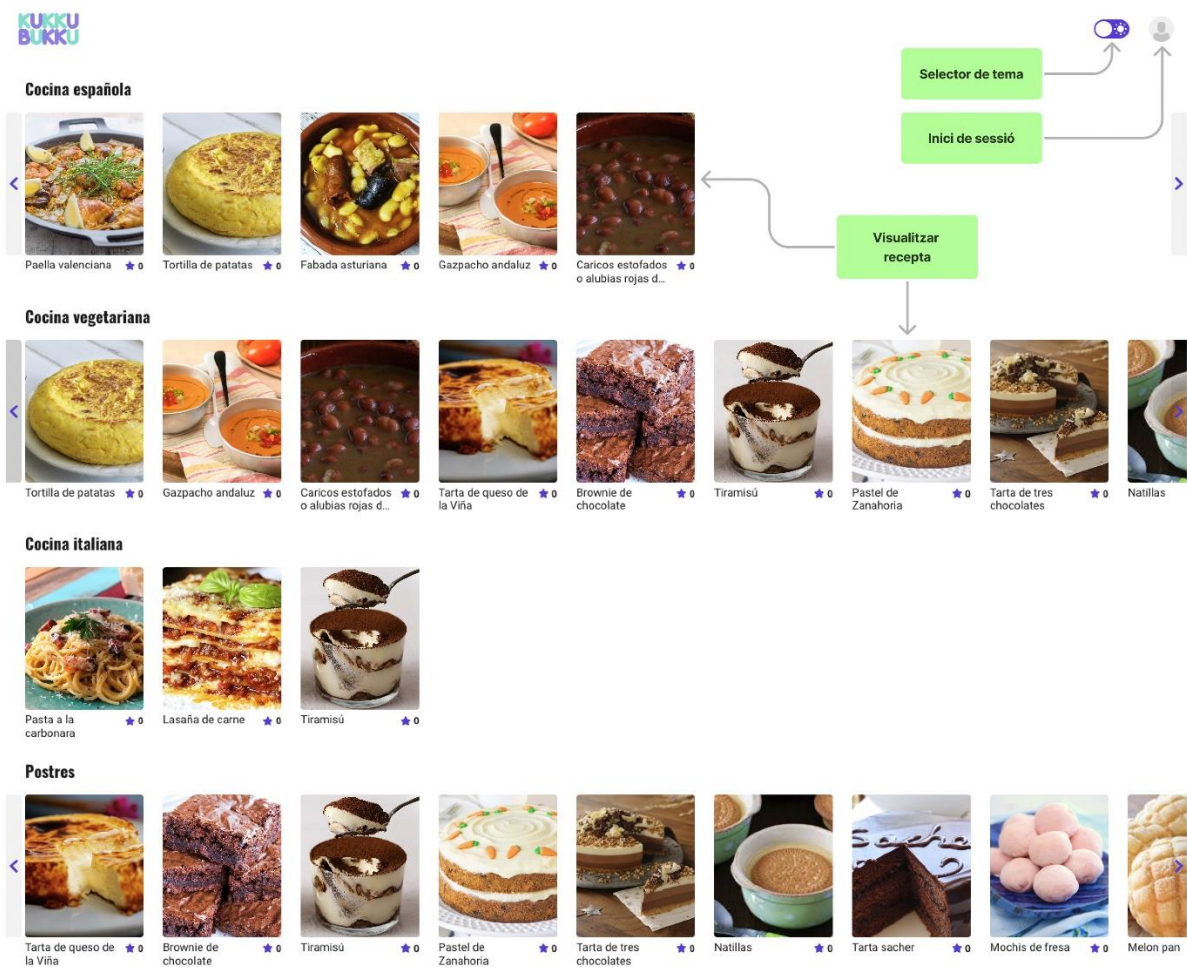 KUKKU
BUKKU
Selector de tema
Inici de sessió
Cocina española
Visualitzar
recepta
Paella valenciana 0
Tortilla de patatas 0
Fabada asturiana 0
Gazpacho andaluz 0
Caricos estofados 0
o alubias rojas d...
Cocina vegetariana
Tortilla de patatas 0
Gazpacho andaluz 0
Caricos estofados 0
o alubias rojas d...
Tarta de queso de 0
la Viña
Brownie de 0
chocolate
Tiramisú 0
Pastel de 0
Zanahoria
Tarta de tres 0
chocolates
Natillas
Cocina italiana
Pasta a la 0
carbonara
Lasaña de carne 0
Tiramisú 0
Postres
Tarta de queso de 0
la Viña
Brownie de 0
chocolate
Tiramisú 0
Pastel de 0
Zanahoria
Tarta de tres 0
chocolates
Natillas 0
Tarta sacher 0
Mochis de fresa 0
Melon pan